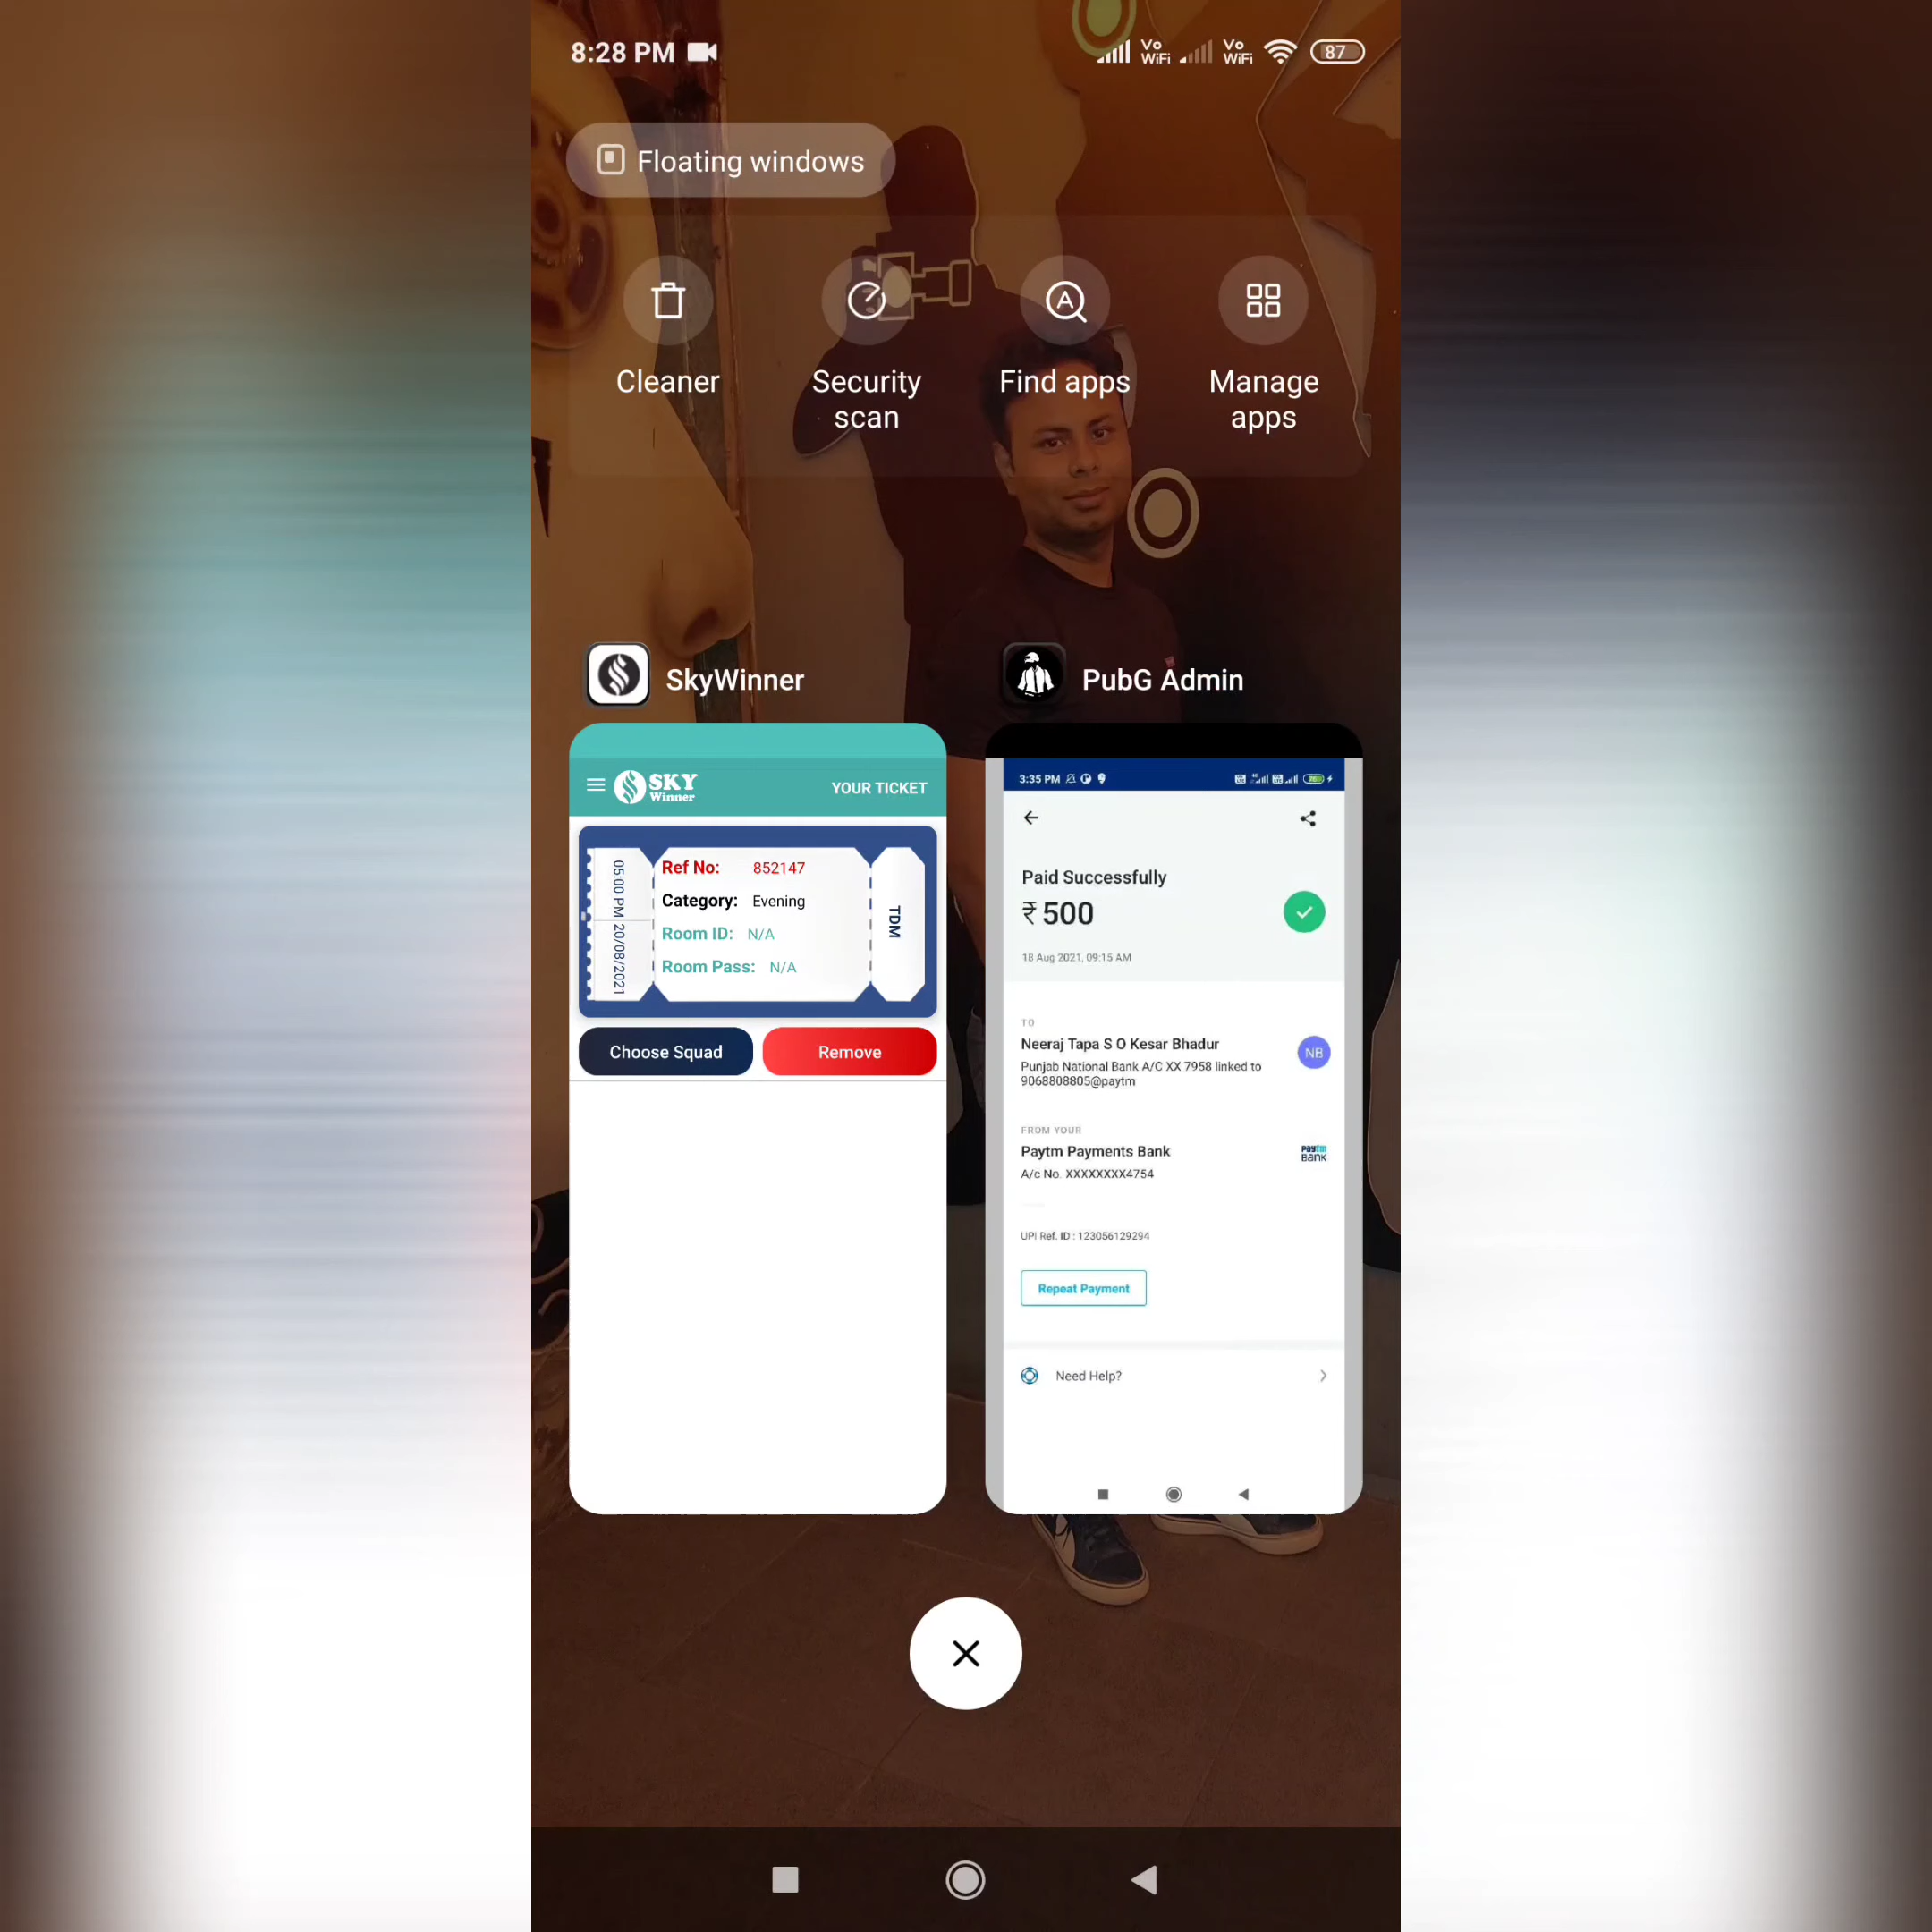 8:28 PM
Vo WiFi Vo WiFi 87
Floating windows
Cleaner
Security scan
Find apps
Manage apps
SkyWinner
SKY Winner
YOUR TICKET
05:00 PM 20/08/2021
Ref No: 852147
Category: Evening
Room ID: N/A
Room Pass: N/A
TDM
Choose Squad
Remove
PubG Admin
3:35 PM
Paid Successfully
₹500
18 Aug 2021, 09:15 AM
TO
Neeraj Tapa S O Kesar Bhadur
NB
Punjab National Bank A/C XX 7958 linked to
9068808805@paytm
FROM YOUR
Paytm Payments Bank
paytm BANK
A/c No. XXXXXXXX4754
UPI Ref. ID : 123056129294
Repeat Payment
Need Help?